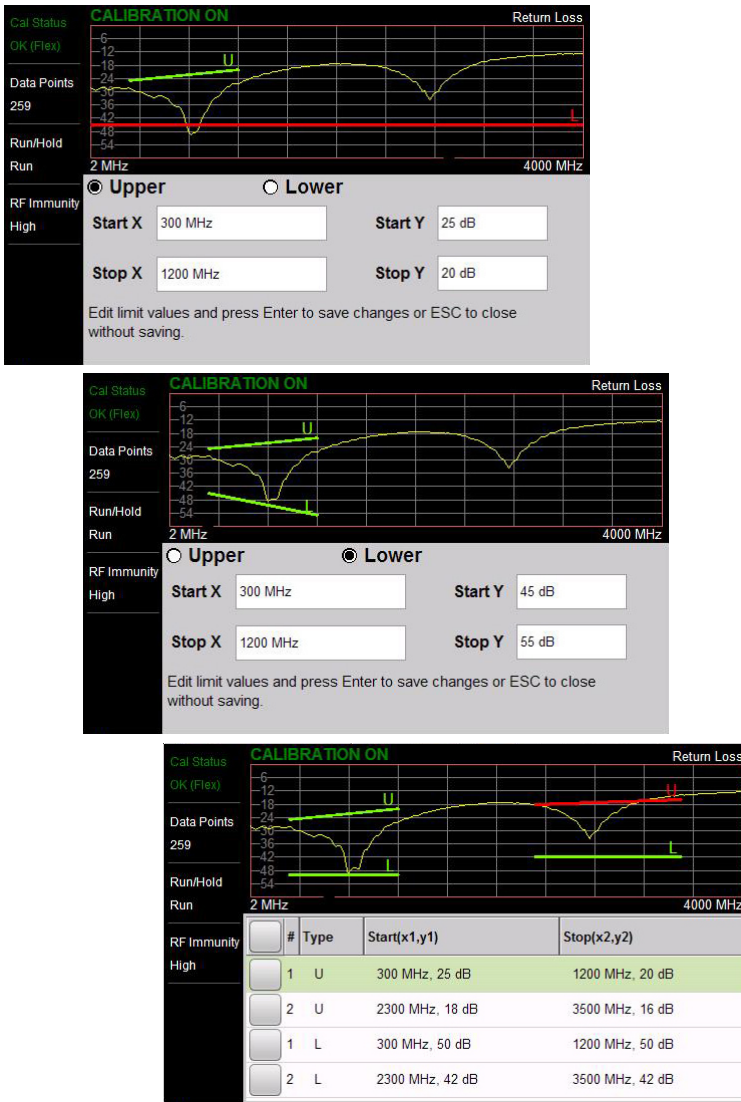 Cal Status
OK (Flex)
Data Points
259
Run/Hold
Run
RF Immunity
High
CALIBRATION ON
Return Loss
-6
-12
-18
-24
-30
-36
-42
-48
-54
U
L
2 MHz
4000 MHz
Upper
Lower
Start X
300 MHz
Start Y
25 dB
Stop X
1200 MHz
Stop Y
20 dB
Edit limit values and press Enter to save changes or ESC to close
without saving.
Cal Status
OK (Flex)
Data Points
259
Run/Hold
Run
RF Immunity
High
CALIBRATION ON
Return Loss
-6
-12
-18
-24
-30
-36
-42
-48
-54
U
L
2 MHz
4000 MHz
Upper
Lower
Start X
300 MHz
Start Y
45 dB
Stop X
1200 MHz
Stop Y
55 dB
Edit limit values and press Enter to save changes or ESC to close
without saving.
Cal Status
OK (Flex)
Data Points
259
Run/Hold
Run
RF Immunity
High
CALIBRATION ON
Return Loss
-6
-12
-18
-24
-30
-36
-42
-48
-54
U
L
U
L
2 MHz
4000 MHz
# Type Start(x1,y1) Stop(x2,y2)
1 U 300 MHz, 25 dB 1200 MHz, 20 dB
2 U 2300 MHz, 18 dB 3500 MHz, 16 dB
1 L 300 MHz, 50 dB 1200 MHz, 50 dB
2 L 2300 MHz, 42 dB 3500 MHz, 42 dB